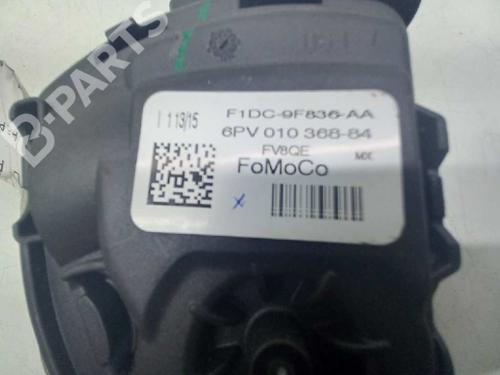 B-PARTS
I 113/15
F1DC-9F836-AA
6PV 010 368-84
FV8QE MX
FoMoCo
x